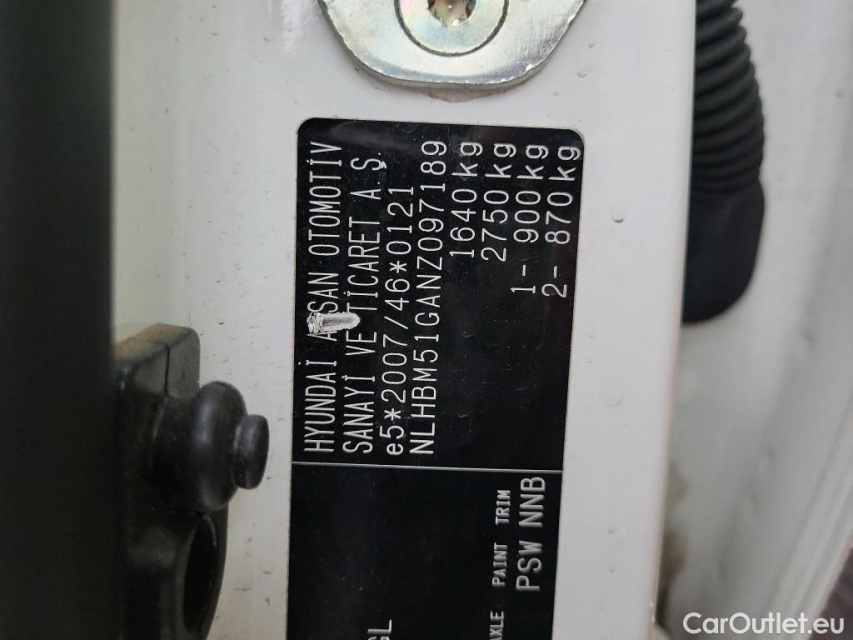 HYUNDAİ ASSAN OTOMOTİV
SANAYİ VE TİCARET A.Ş.
e5*2007/46*0121
NLHBM51GANZ097189
1640 kg
2750 kg
1- 900 kg
2- 870 kg
PAINT TRIM
PSW NNB
CarOutlet.eu